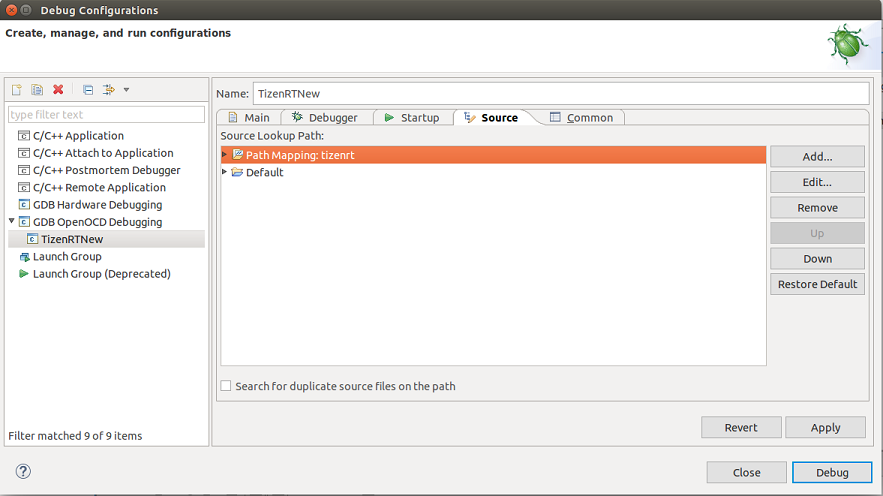 Debug Configurations
Create, manage, and run configurations
type filter text
C/C++ Application
C/C++ Attach to Application
C/C++ Postmortem Debugger
C/C++ Remote Application
GDB Hardware Debugging
GDB OpenOCD Debugging
TizenRTNew
Launch Group
Launch Group (Deprecated)
Filter matched 9 of 9 items
Name: TizenRTNew
Main Debugger Startup Source Common
Source Lookup Path:
Path Mapping: tizenrt
Default
Add...
Edit...
Remove
Up
Down
Restore Default
Search for duplicate source files on the path
Revert Apply
? Close Debug